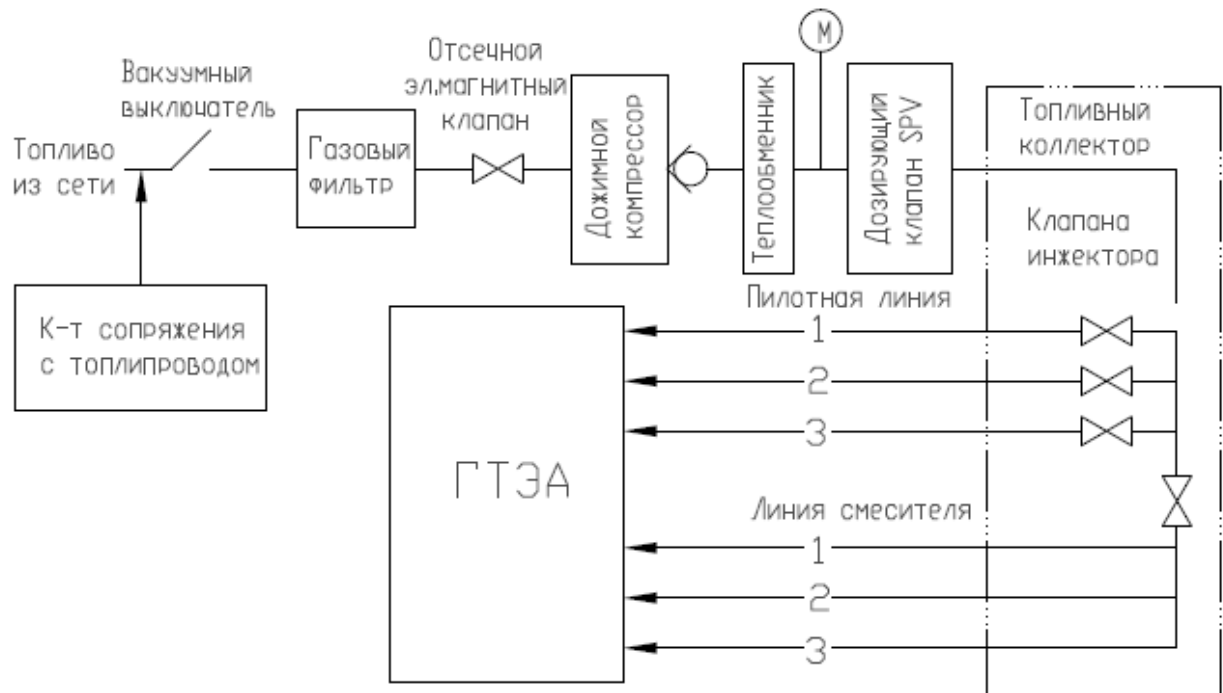 Топливо
из сети
Вакуумный
выключатель
Газовый
фильтр
Отсечной
эл.магнитный
клапан
Дожимной
компрессор
Теплообменник
М
Дозирующий
клапан SPV
Топливный
коллектор
Клапана
инжектора
К-т сопряжения
с топлипроводом
ГТЭА
Пилотная линия
1
2
3
Линия смесителя
1
2
3